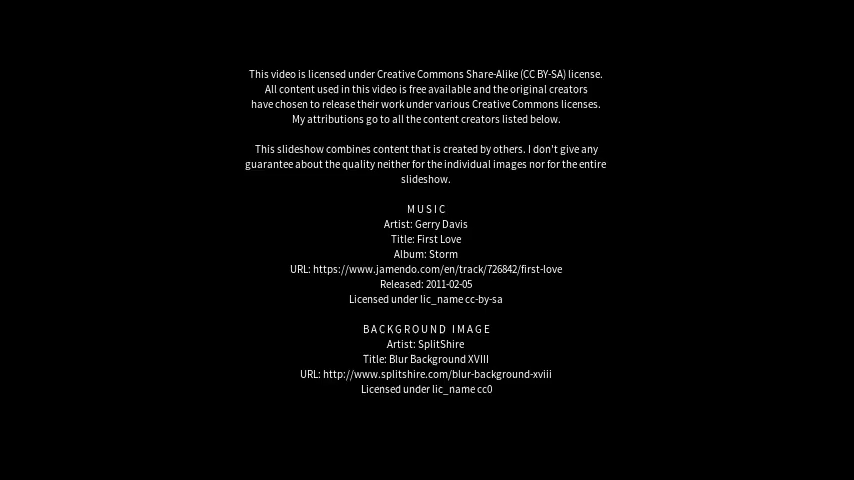 This video is licensed under Creative Commons Share-Alike (CC BY-SA) license.
All content used in this video is free available and the original creators
have chosen to release their work under various Creative Commons licenses.
My attributions go to all the content creators listed below.
This slideshow combines content that is created by others. I don't give any
guarantee about the quality neither for the individual images nor for the entire
slideshow.
MUSIC
Artist: Gerry Davis
Title: First Love
Album: Storm
URL: https://www.jamendo.com/en/track/726842/first-love
Released: 2011-02-05
Licensed under lic_name cc-by-sa
BACKGROUND IMAGE
Artist: SplitShire
Title: Blur Background XVIII
URL: http://www.splitshire.com/blur-background-xviii
Licensed under lic_name cc0